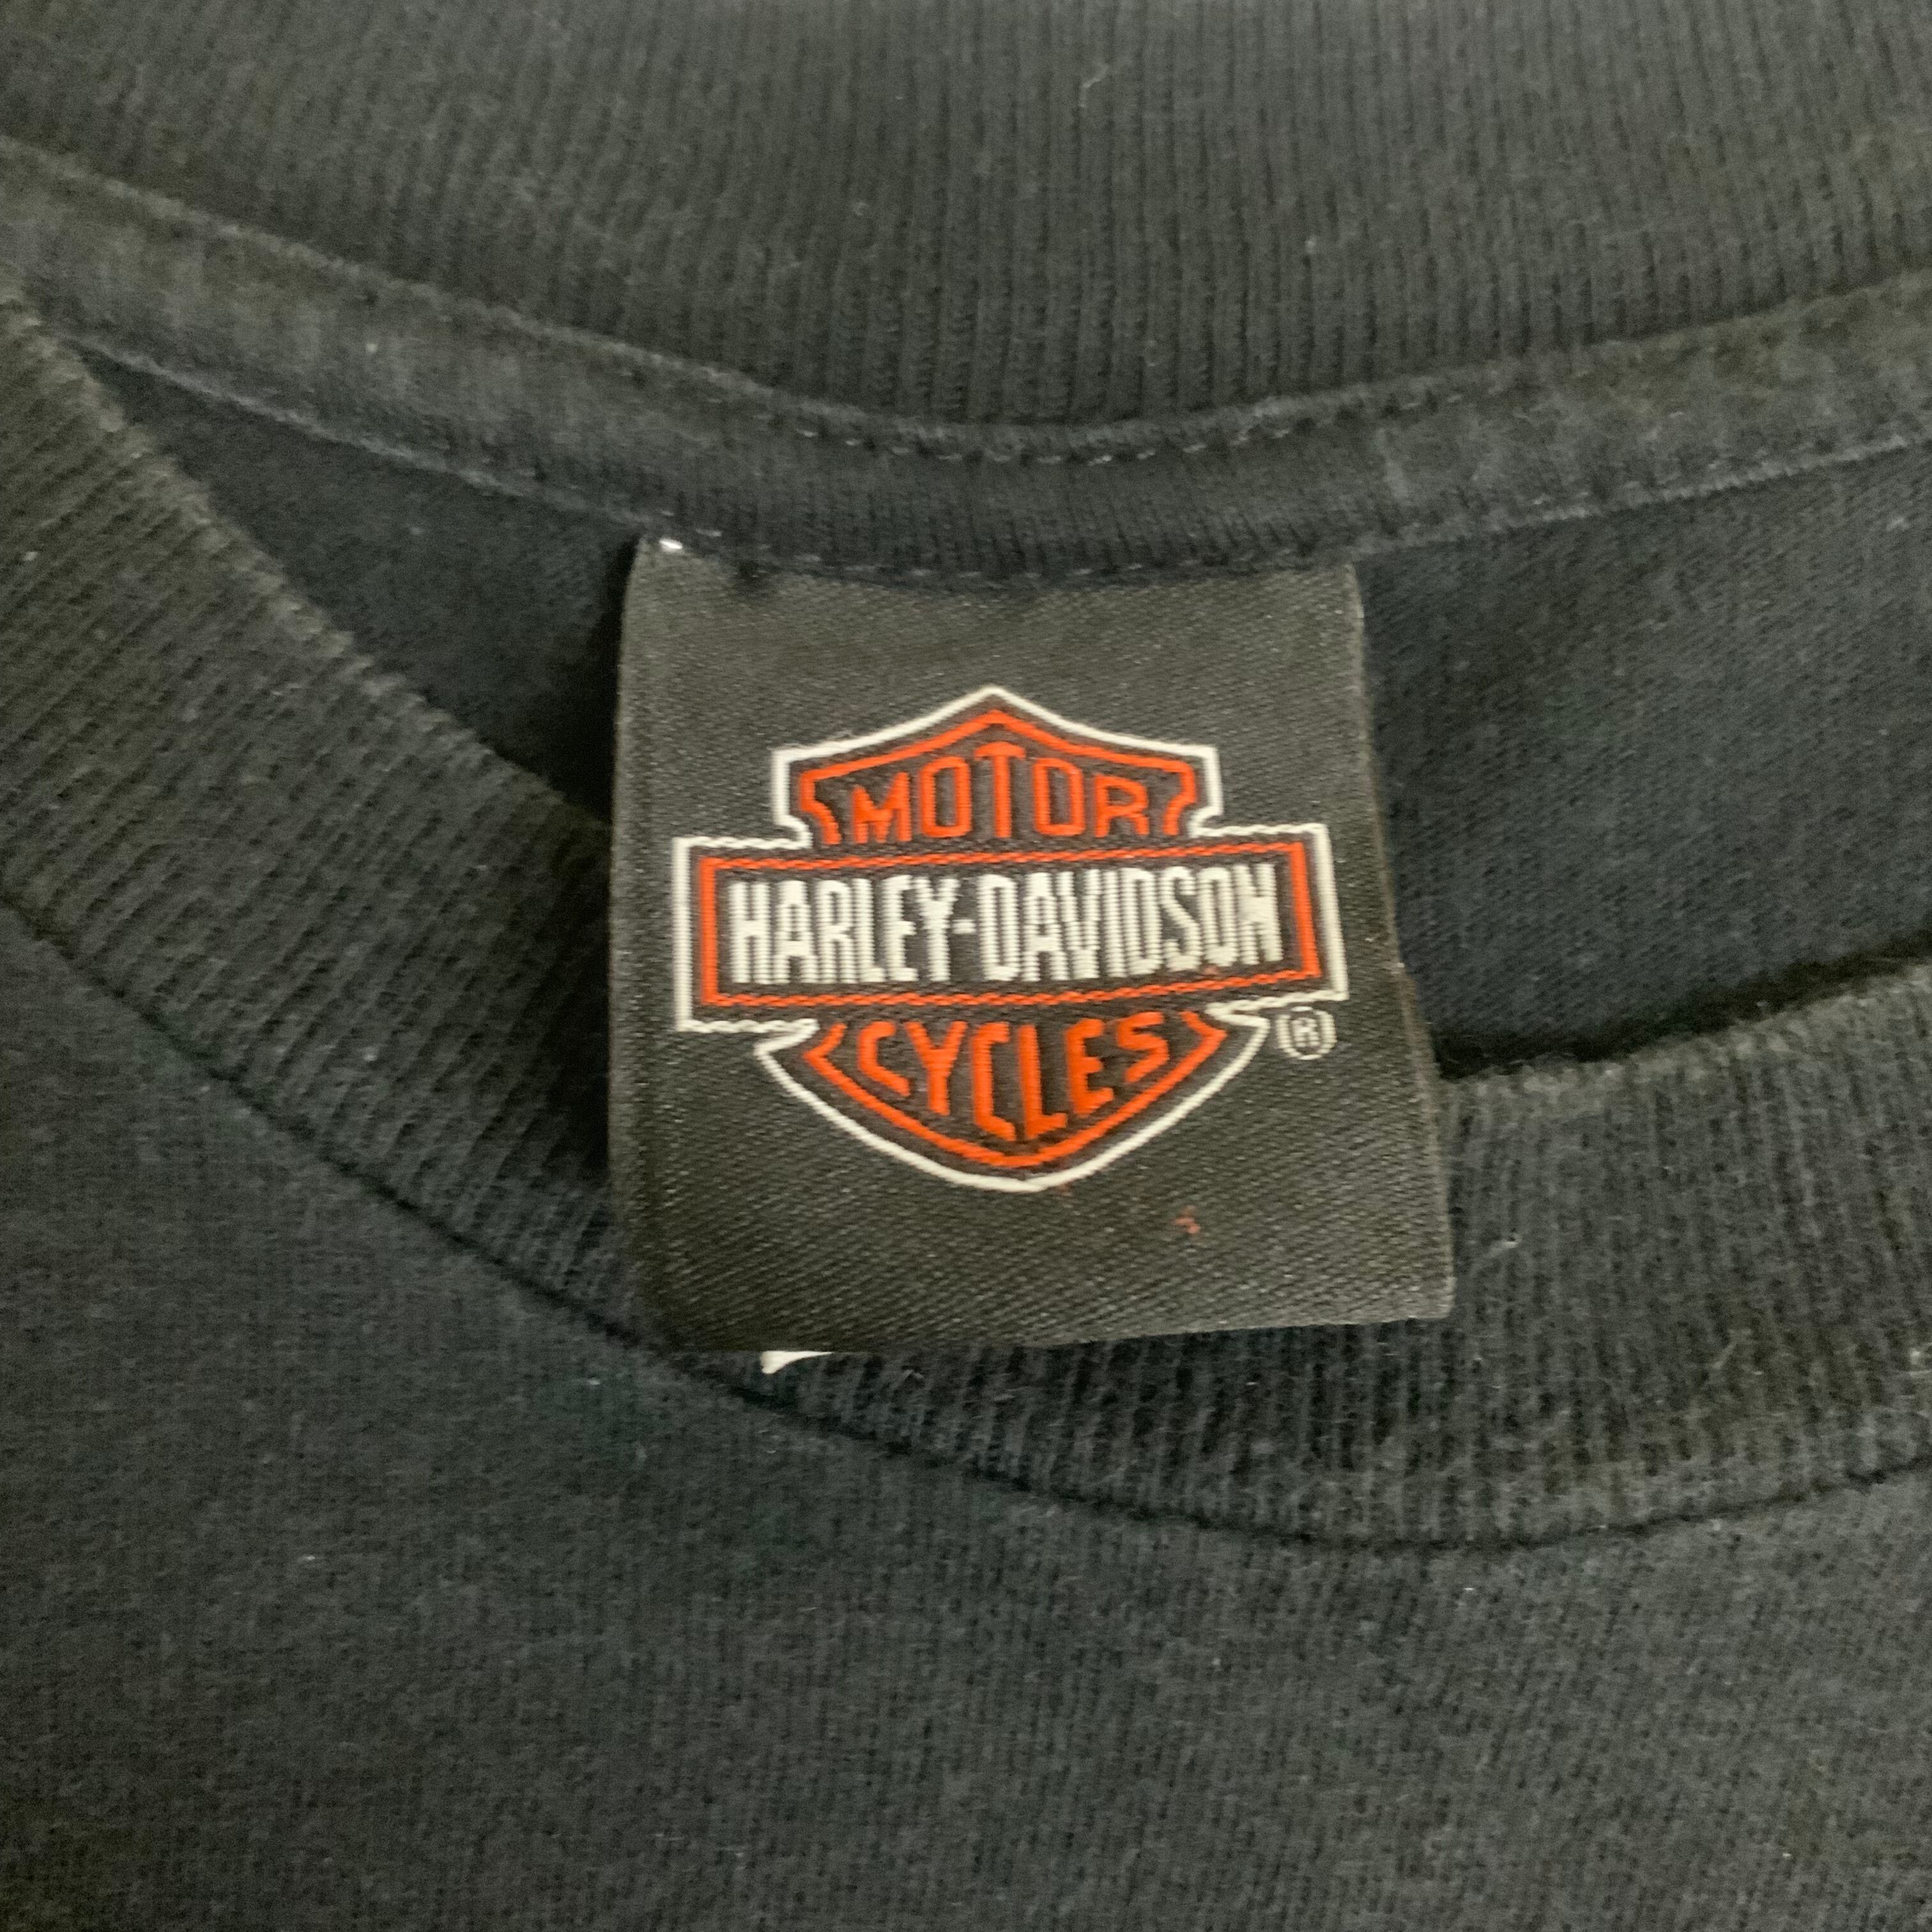 MOTOR
HARLEY-DAVIDSON
CYCLES
®